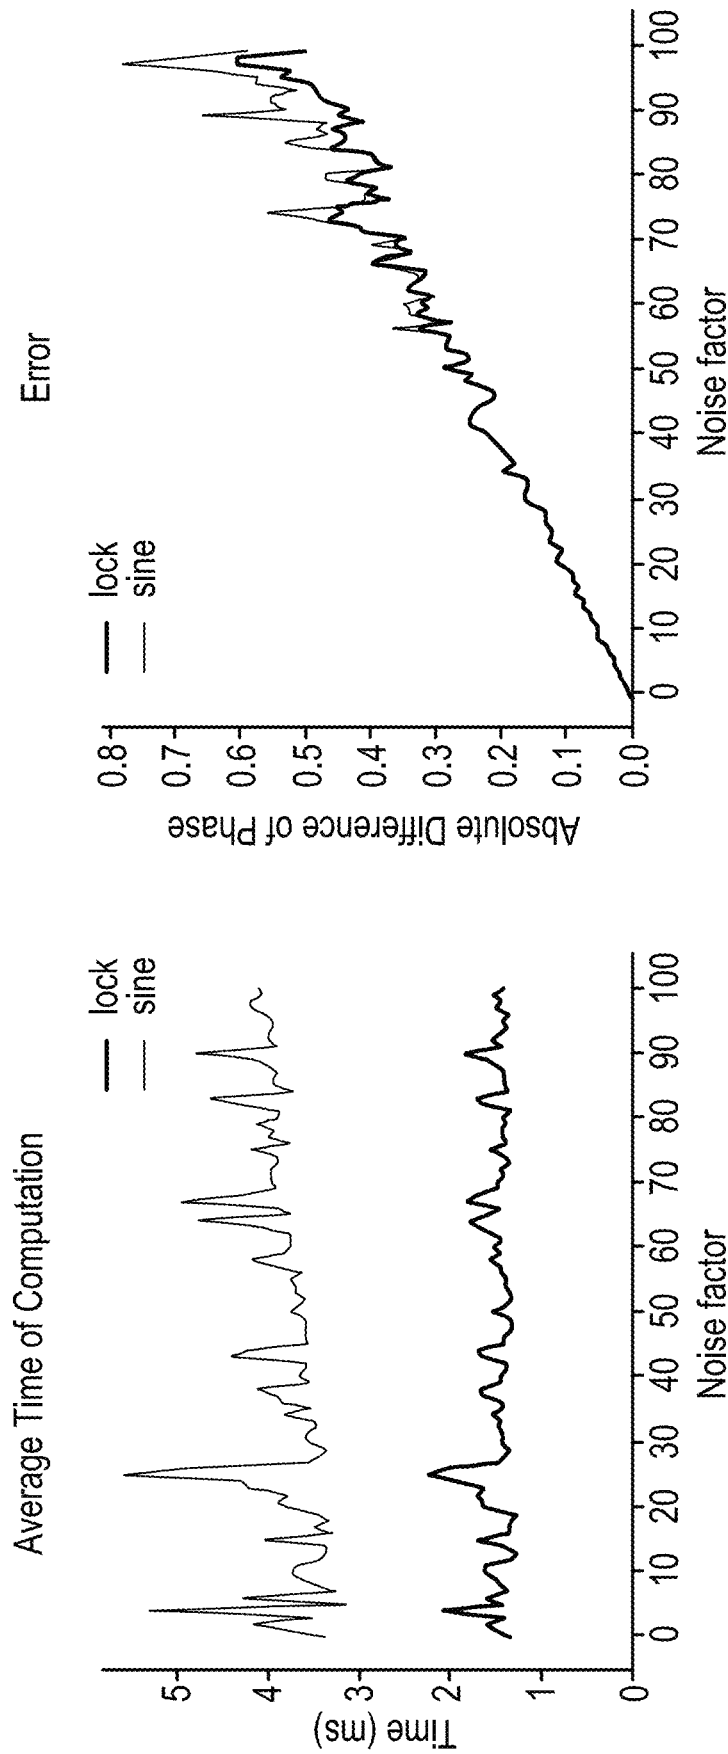 Average Time of Computation
lock
sine
Time (ms)
5
4
3
2
1
0
0 10 20 30 40 50 60 70 80 90 100
Noise factor
Error
lock
sine
Absolute Difference of Phase
0.8
0.7
0.6
0.5
0.4
0.3
0.2
0.1
0.0
0 10 20 30 40 50 60 70 80 90 100
Noise factor